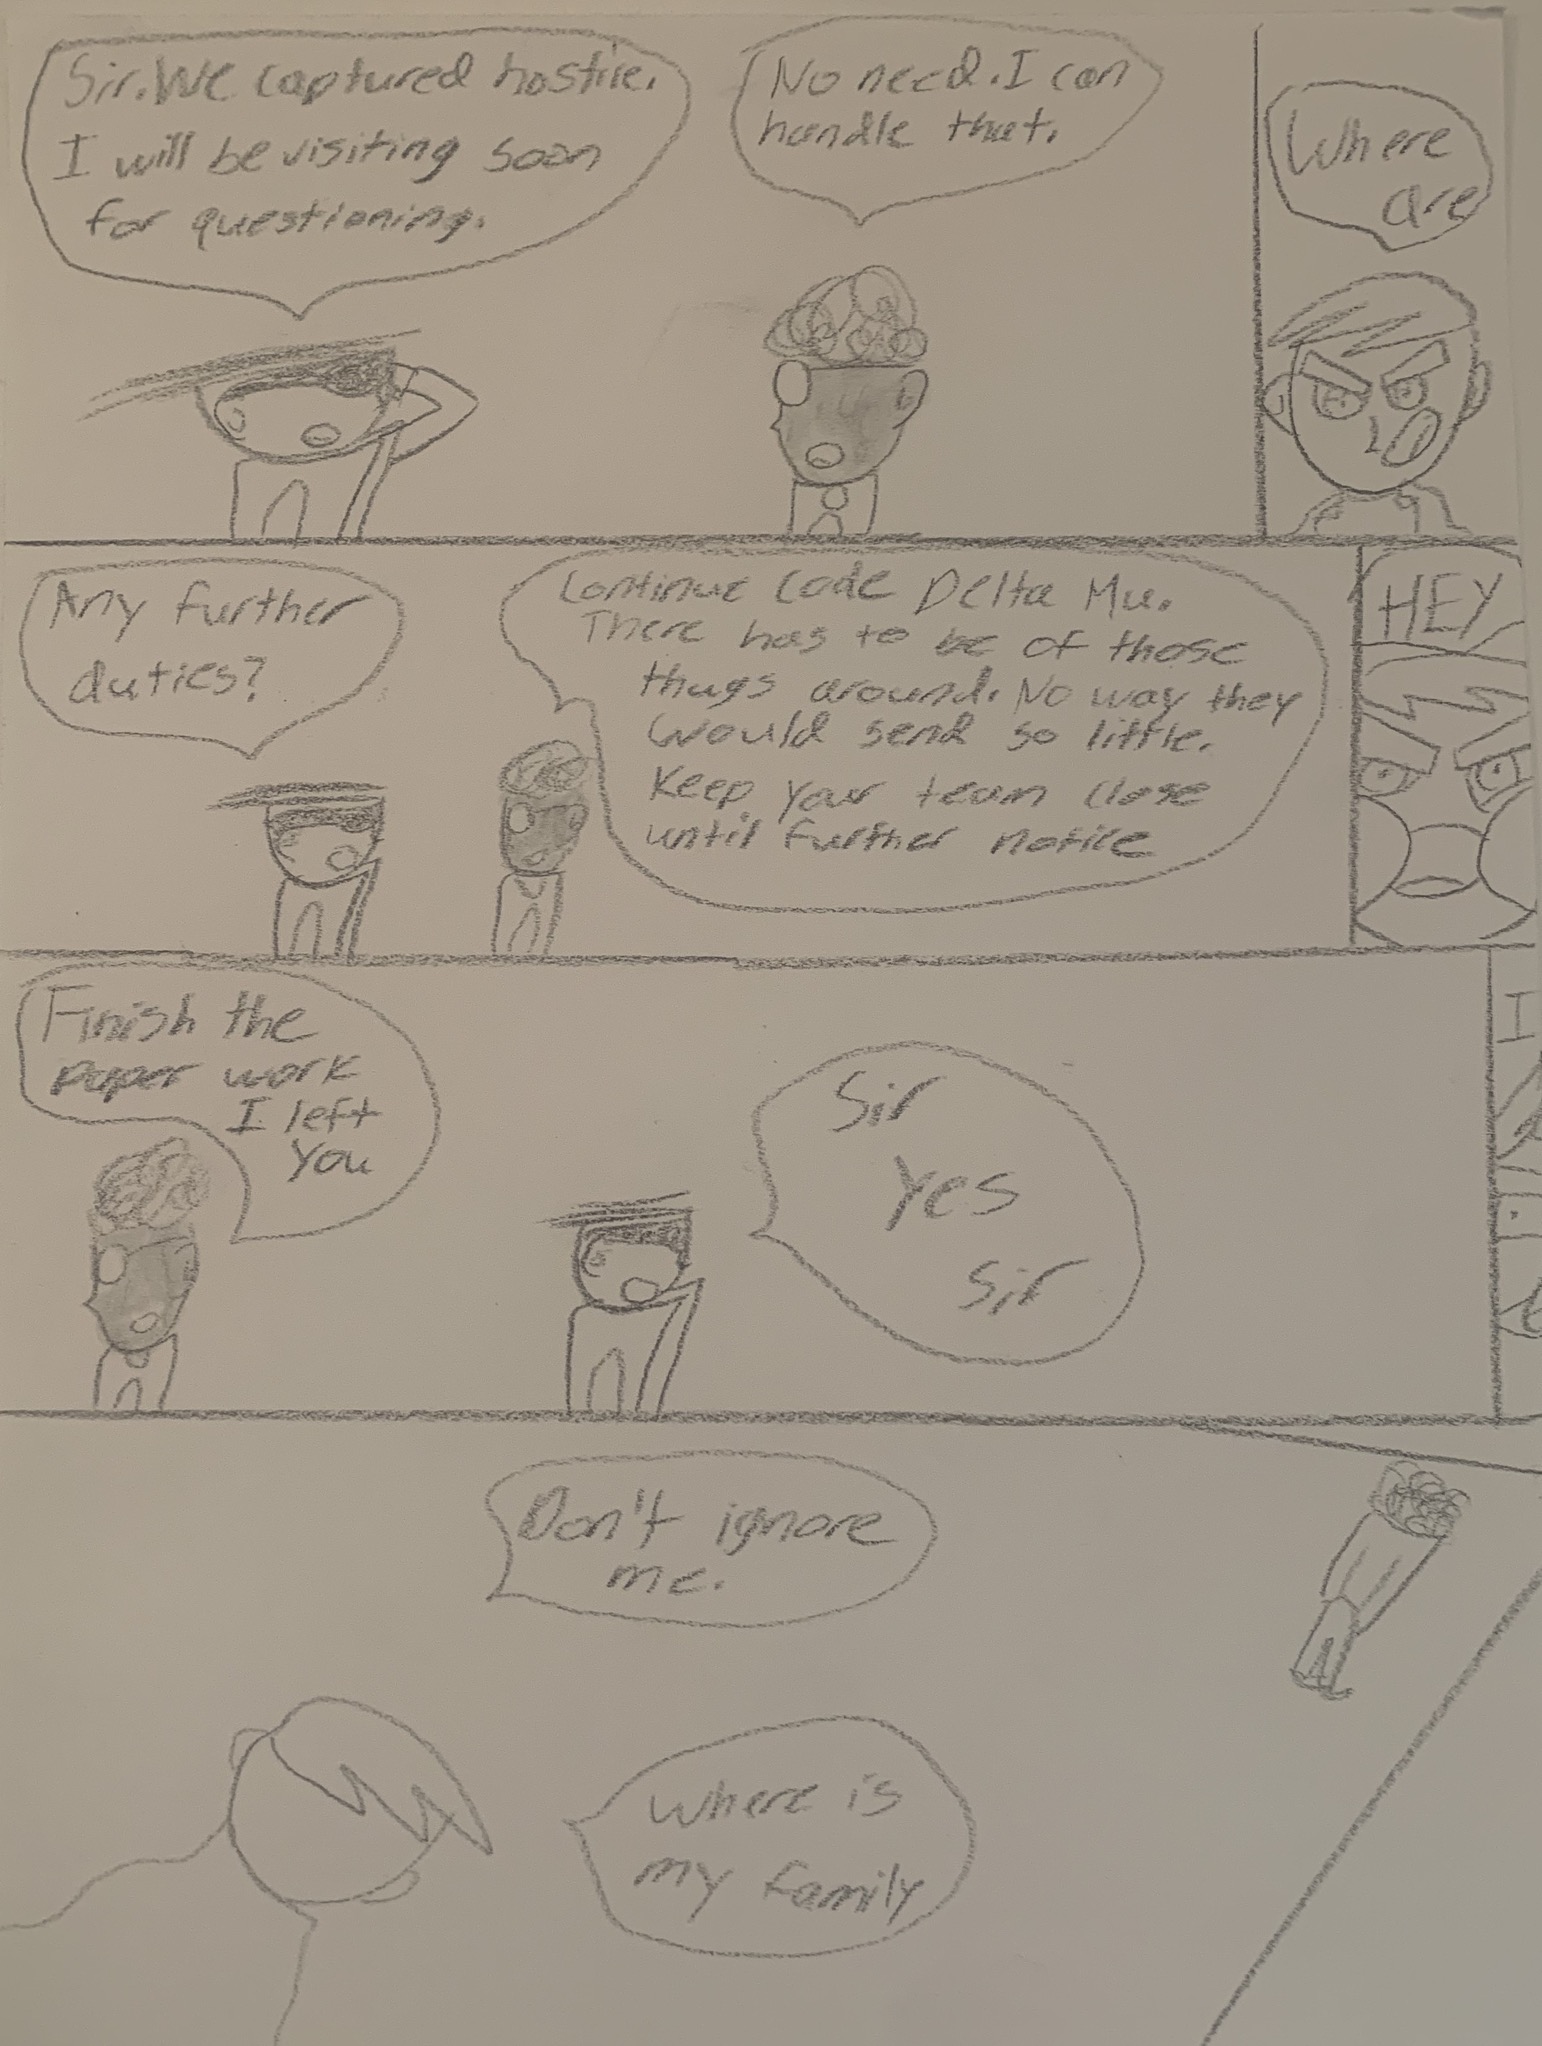 Sir. We captured hostile.
I will be visiting soon
for questioning.
No need. I can
handle that.
Where
are
Any further
duties?
Continue Code Delta Mu.
There has to be of those
thugs around. No way they
would send so little.
Keep your team close
until further notice
HEY
Finish the
paper work
I left
you
Sir
Yes
Sir
I
Don't ignore
me.
Where is
my family